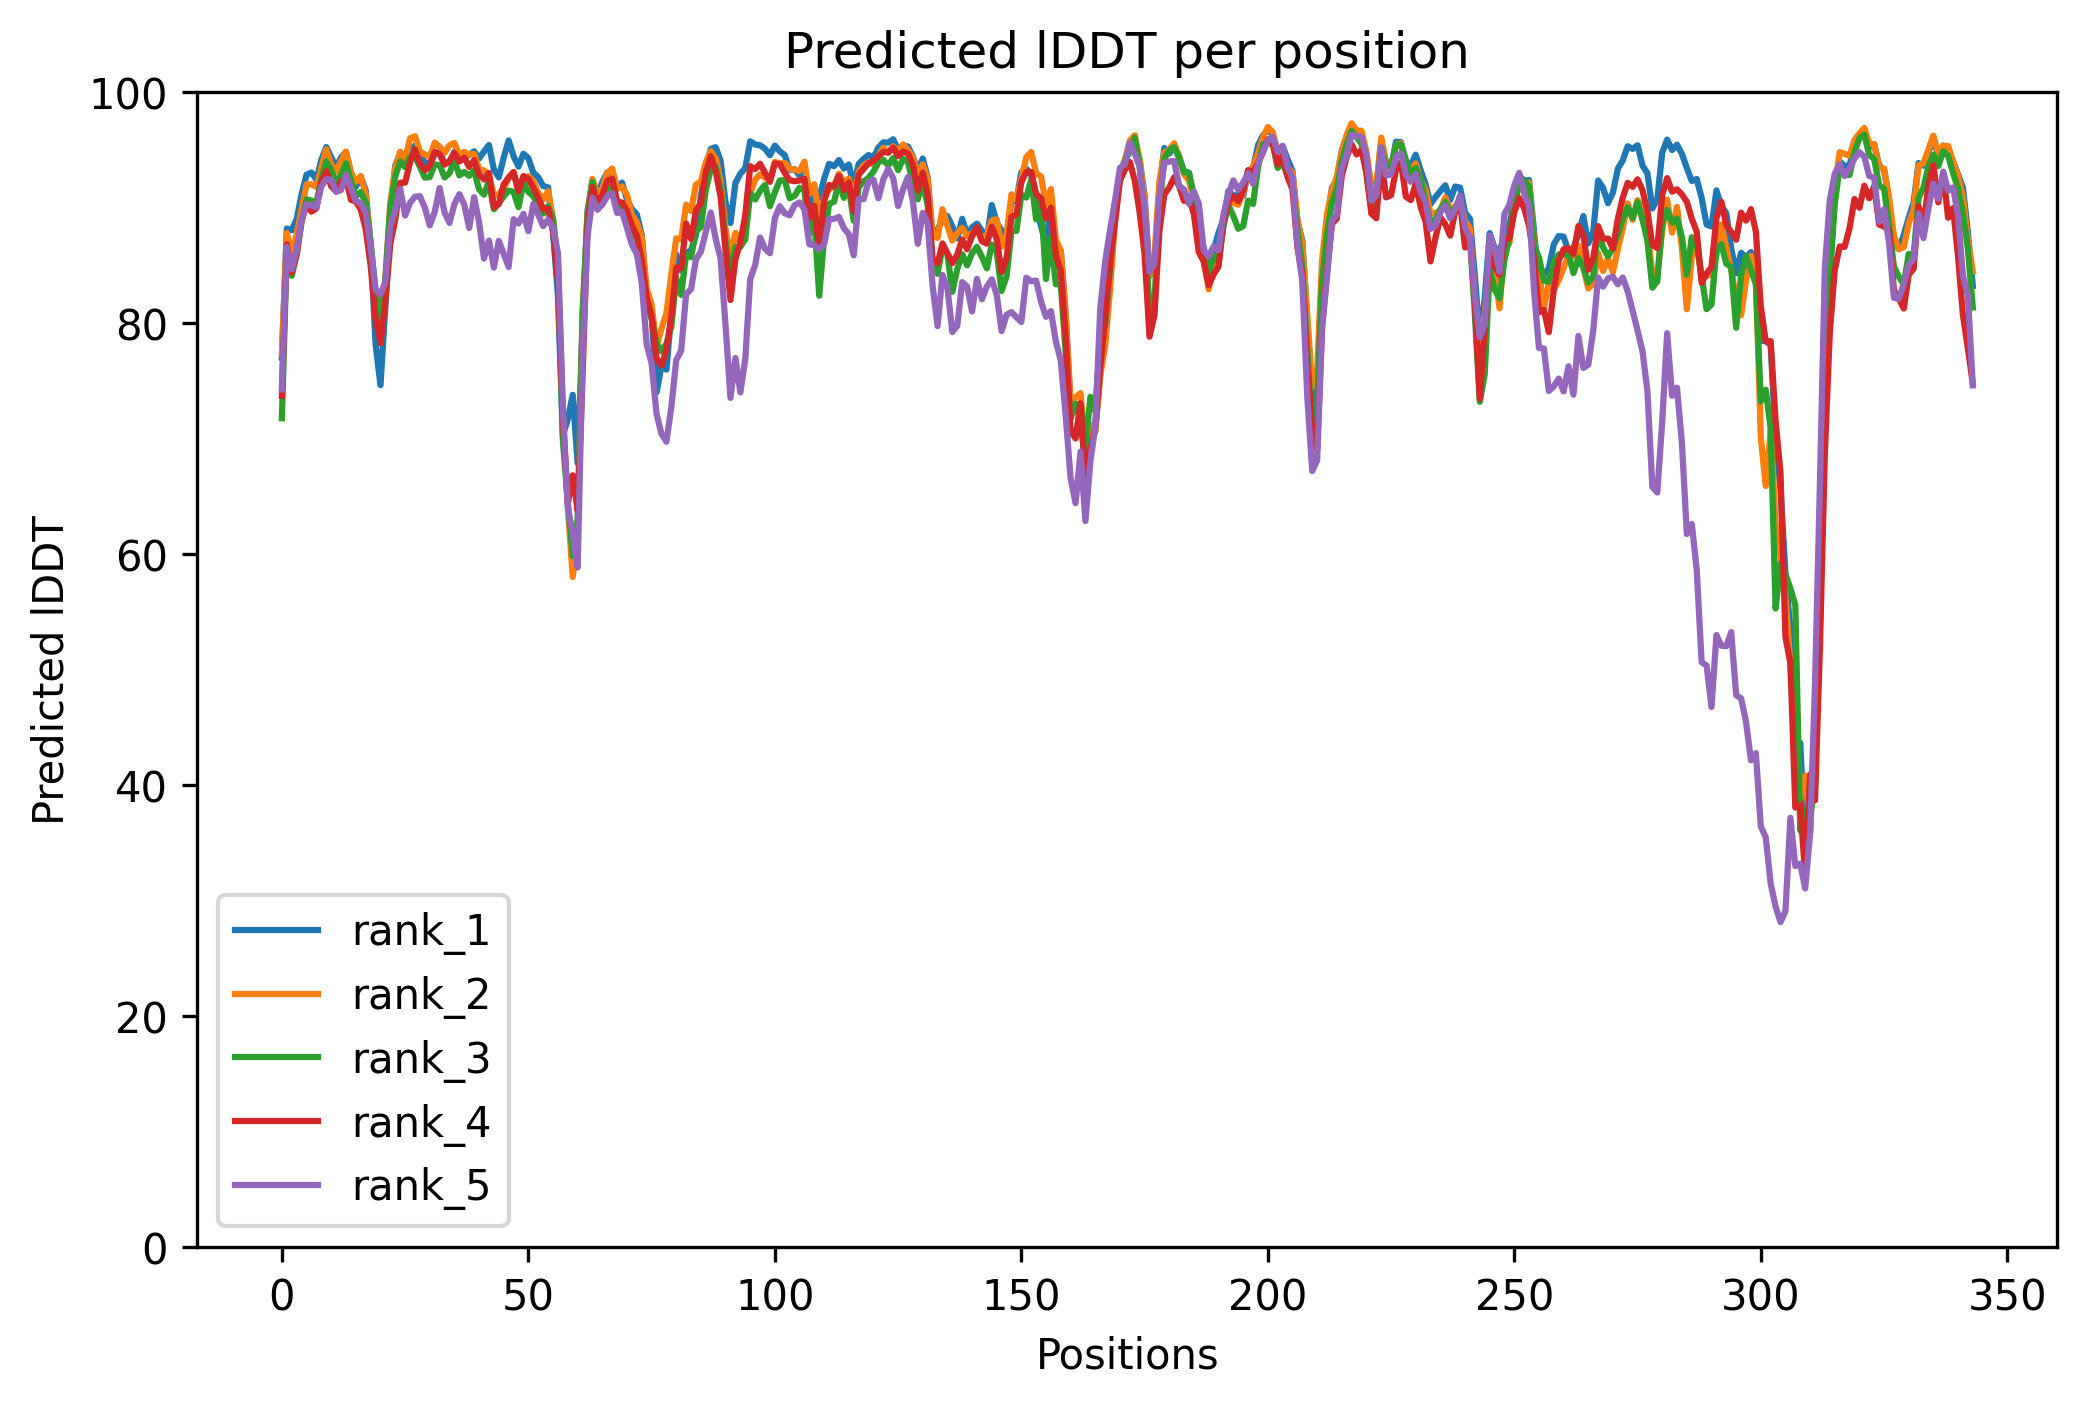 Predicted lDDT per position
100
80
60
40
20
0
Predicted lDDT
rank_1
rank_2
rank_3
rank_4
rank_5
0 50 100 150 200 250 300 350
Positions